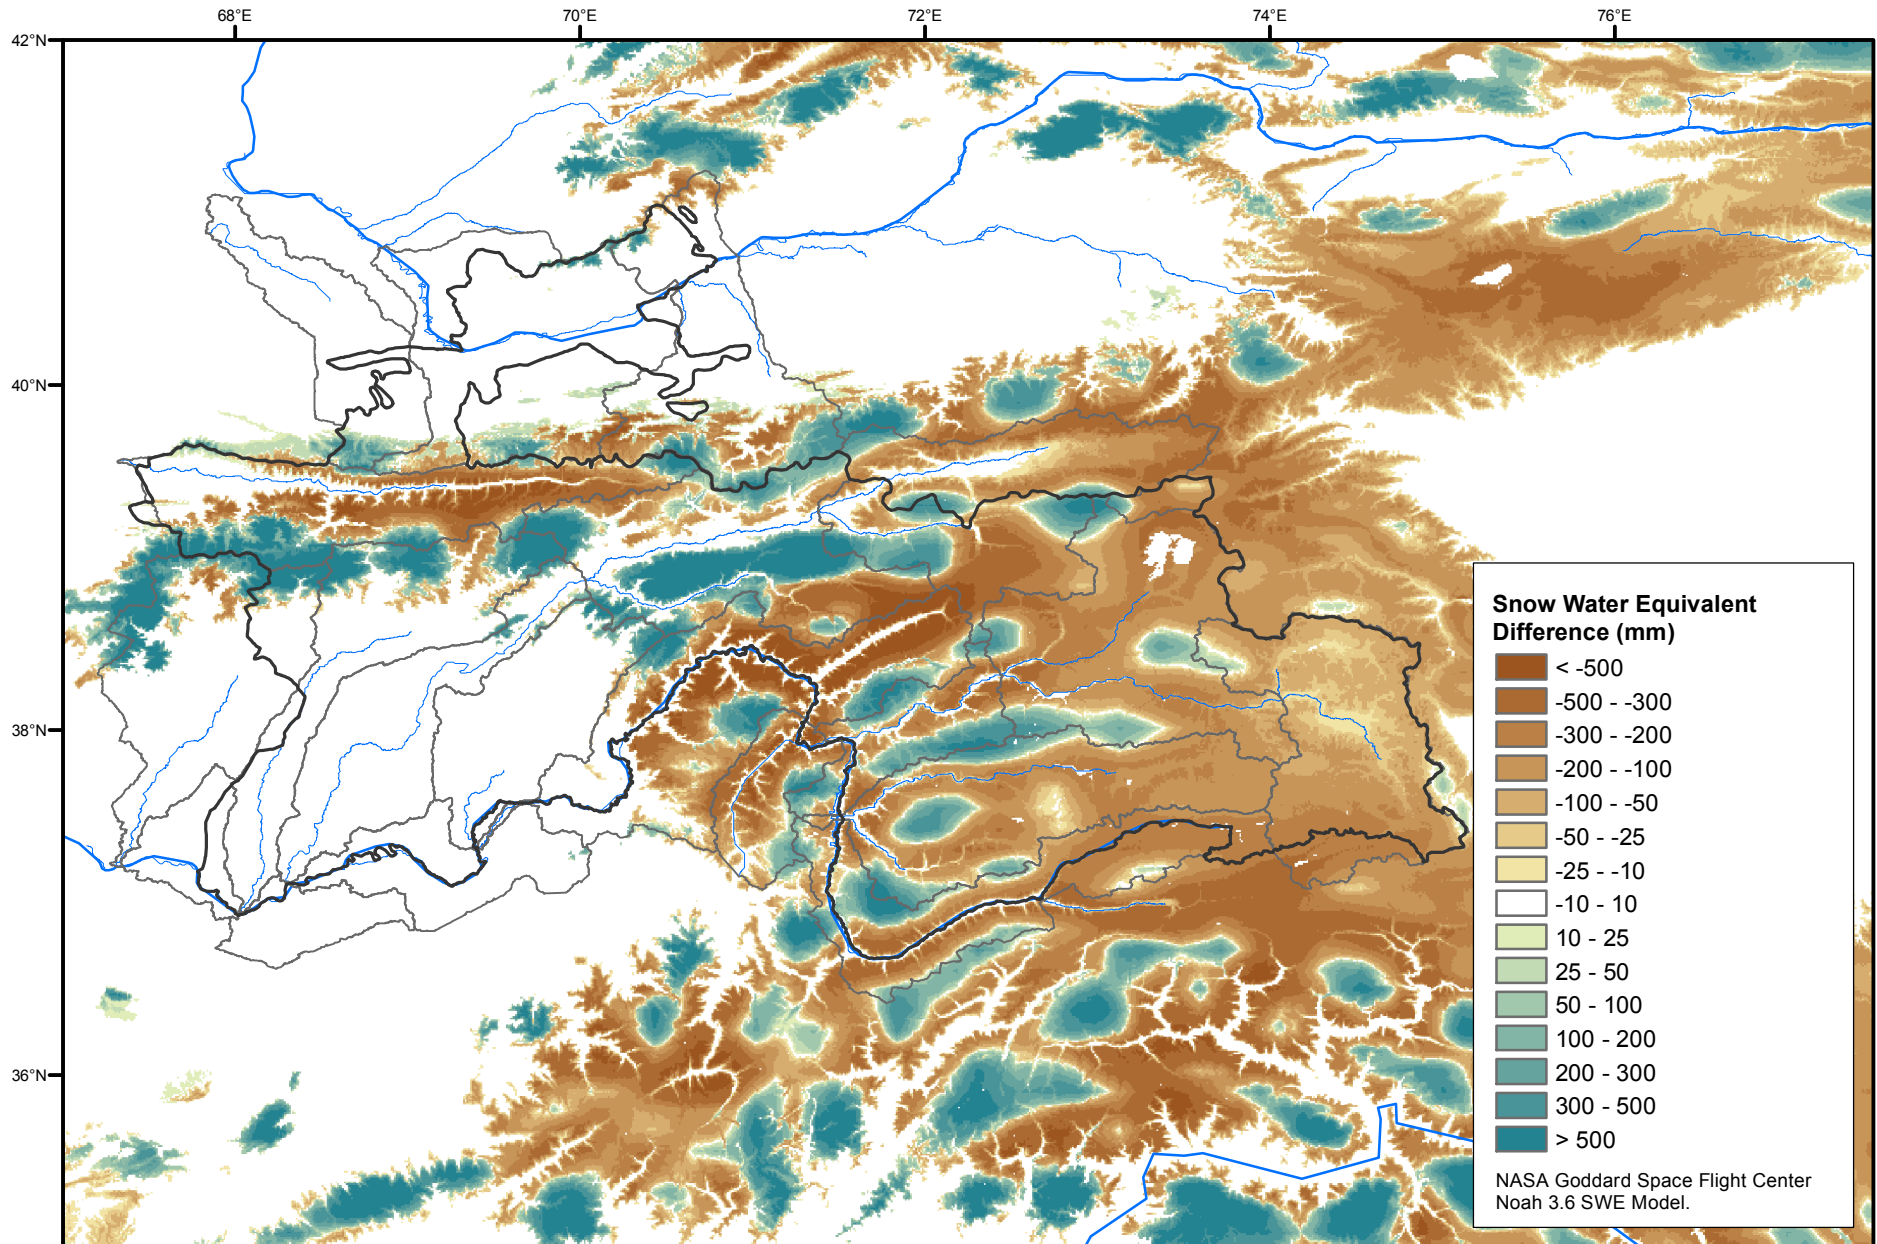 68°E
70°E
72°E
74°E
76°E
42°N
40°N
38°N
36°N
Snow Water Equivalent
Difference (mm)
< -500
-500 - -300
-300 - -200
-200 - -100
-100 - -50
-50 - -25
-25 - -10
-10 - 10
10 - 25
25 - 50
50 - 100
100 - 200
200 - 300
300 - 500
> 500
NASA Goddard Space Flight Center
Noah 3.6 SWE Model.